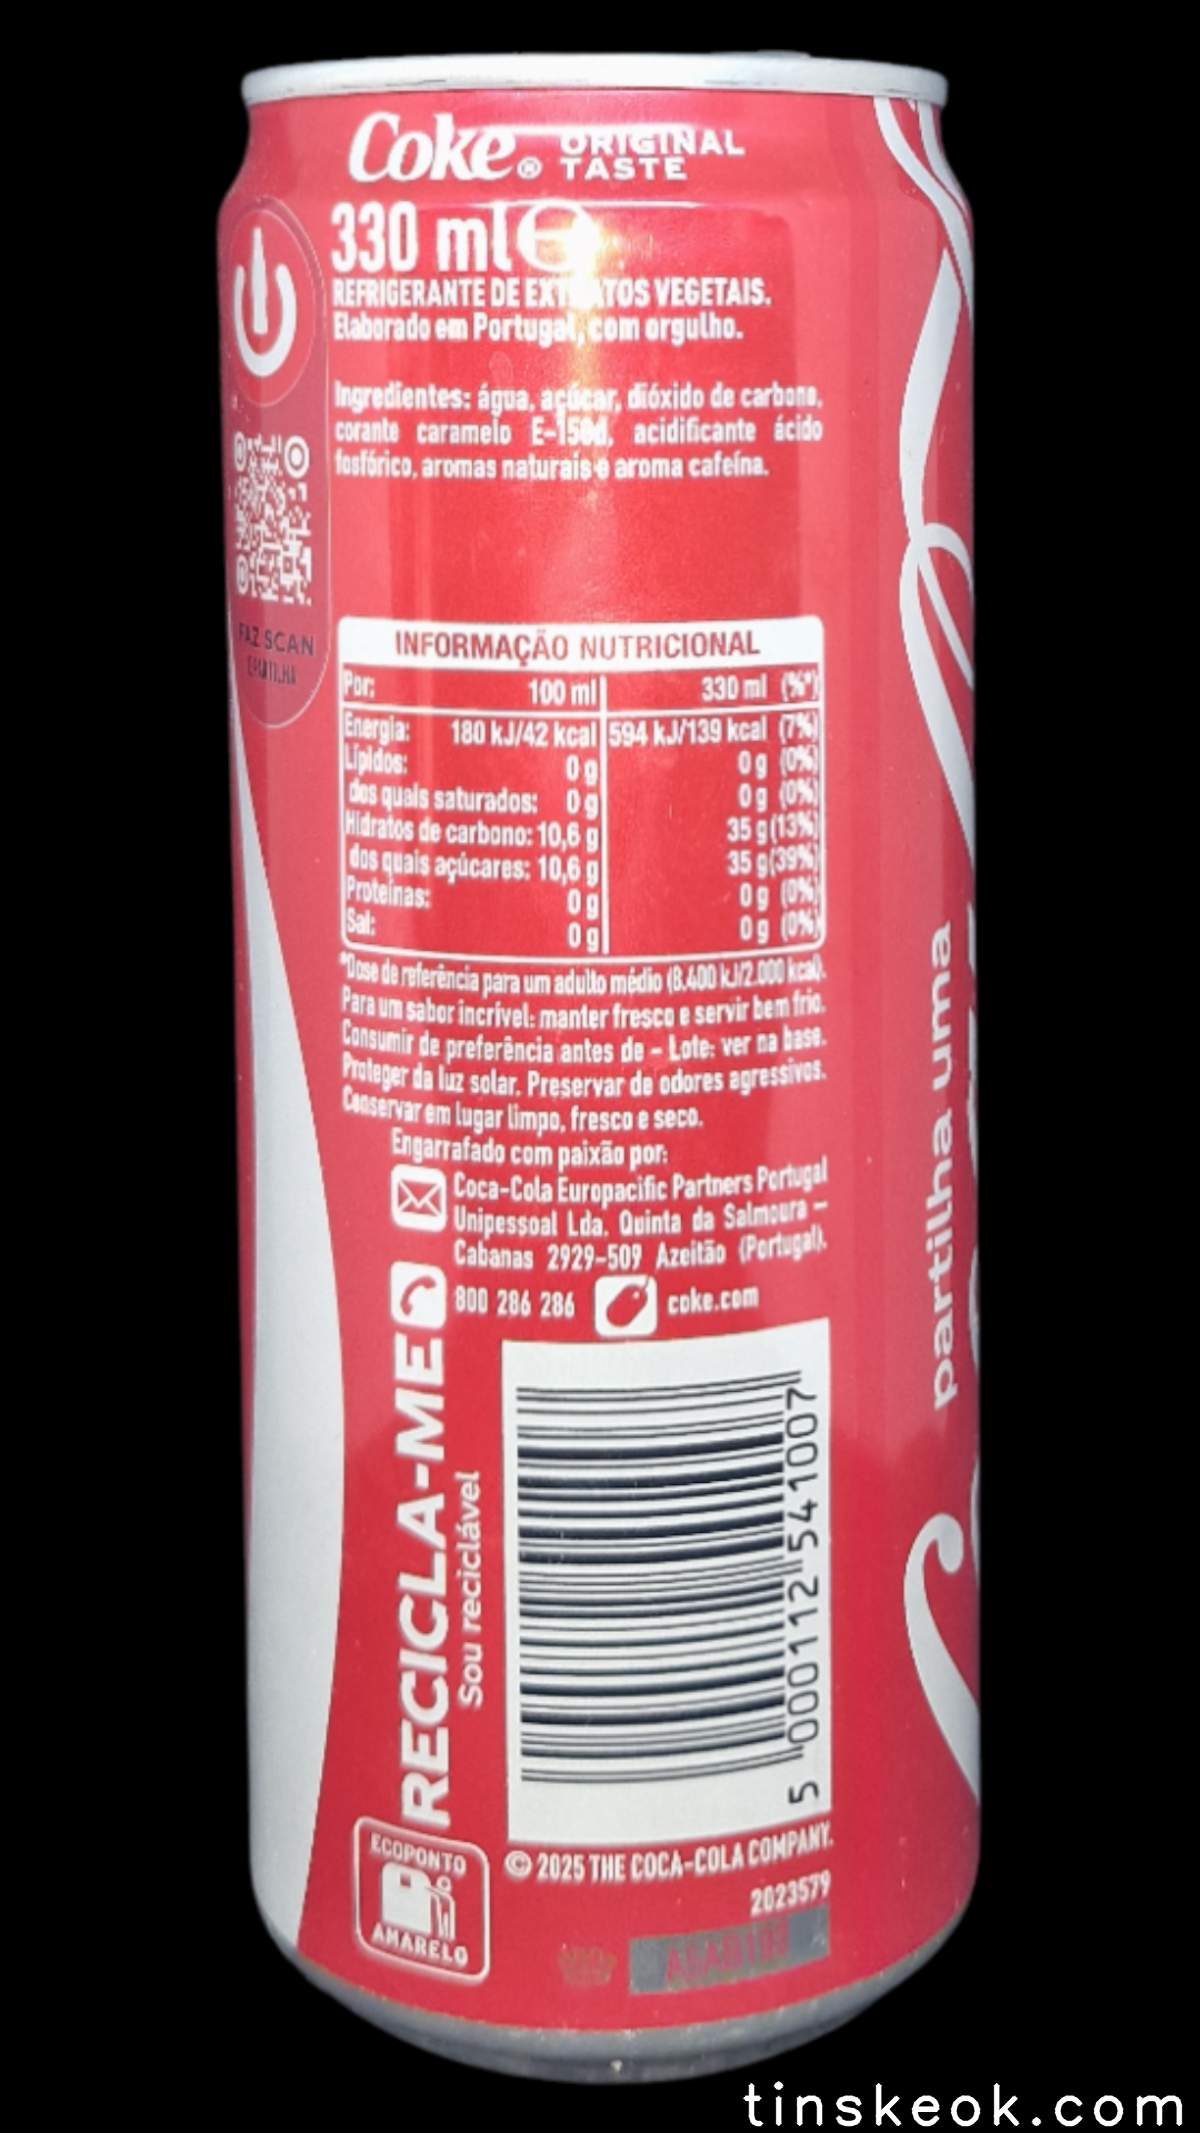 Coke® ORIGINAL TASTE
330 ml ℮
REFRIGERANTE DE EXTRATOS VEGETAIS.
Elaborado em Portugal, com orgulho.
Ingredientes: água, açúcar, dióxido de carbono,
corante caramelo E-150d, acidificante ácido
fosfórico, aromas naturais e aroma cafeína.
FAZ SCAN
INFORMAÇÃO NUTRICIONAL
Por: 100 ml 330 ml (%*)
Energia: 180 kJ/42 kcal 594 kJ/139 kcal (7%)
Lípidos: 0 g 0 g (0%)
dos quais saturados: 0 g 0 g (0%)
Hidratos de carbono: 10,6 g 35 g (13%)
dos quais açúcares: 10,6 g 35 g (39%)
Proteínas: 0 g 0 g (0%)
Sal: 0 g 0 g (0%)
*Dose de referência para um adulto médio (8.400 kJ/2.000 kcal).
Para um sabor incrível: manter fresco e servir bem frio.
Consumir de preferência antes de - Lote: ver na base.
Proteger da luz solar. Preservar de odores agressivos.
Conservar em lugar limpo, fresco e seco.
Engarrafado com paixão por:
Coca-Cola Europacific Partners Portugal
Unipessoal Lda. Quinta da Salmoura –
Cabanas 2929-509 Azeitão (Portugal).
800 286 286 coke.com
RECICLA-ME
Sou reciclável
5 000112 541007
partilha uma
ECOPONTO
AMARELO
© 2025 THE COCA-COLA COMPANY.
2023579
tinskeok.com